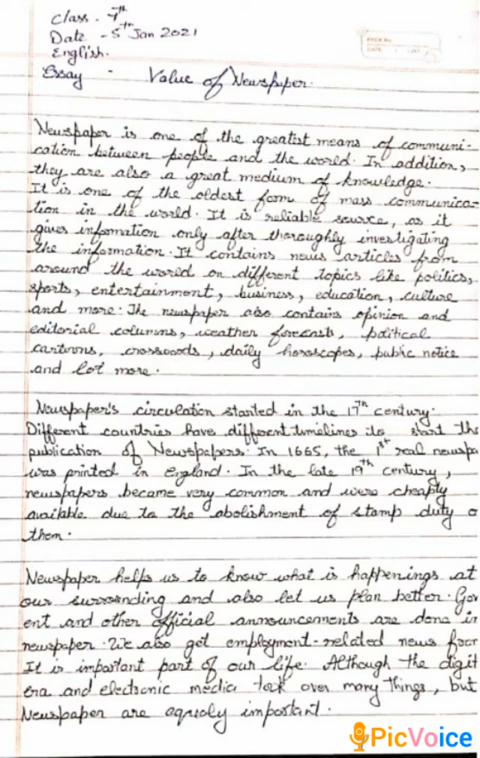 Class - 7th
Date - 5th Jan 2021
English.
Essay - Value of Newspaper.
Newspaper is one of the greatest means of communi-
cation between people and the world. In addition,
they are also a great medium of knowledge.
It is one of the oldest form of mass communica-
tion in the world. It is reliable source, as it
gives information only after thoroughly investigating
the information. It contains news articles from
around the world on different topics like politics,
sports, entertainment, business, education, culture
and more. The newspaper also contains opinion and
editorial columns, weather forecasts, political
cartoons, crosswords, daily horoscopes, public notice
and lot more.
Newspaper's circulation started in the 17th century.
Different countries have different timelines to start the
publication of Newspapers. In 1665, the 1st real newspa
was printed in england. In the late 19th century,
newspapers became very common and were cheaply
available due to the abolishment of stamp duty o
them.
Newspaper helps us to know what is happenings at
our surrounding and also let us plan better. Gov
ent and other official announcements are done in
newspaper. We also get employment-related news from
It is important part of our life. Although the digit
era and electronic media took over many things, but
Newspaper are equaly important.
PicVoice